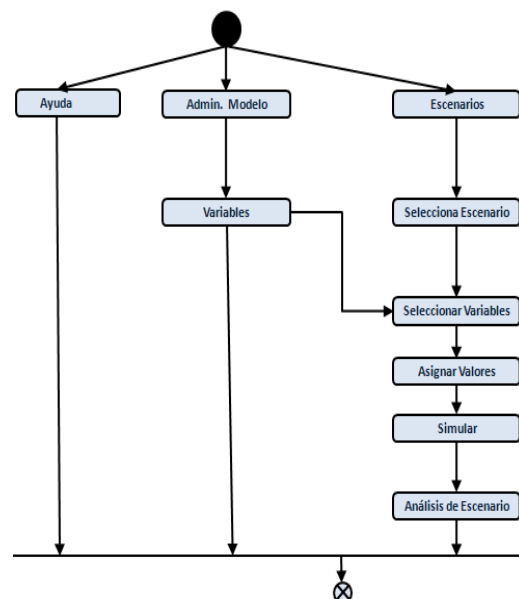 Ayuda
Admin. Modelo
Escenarios
Variables
Selecciona Escenario
Seleccionar Variables
Asignar Valores
Simular
Análisis de Escenario